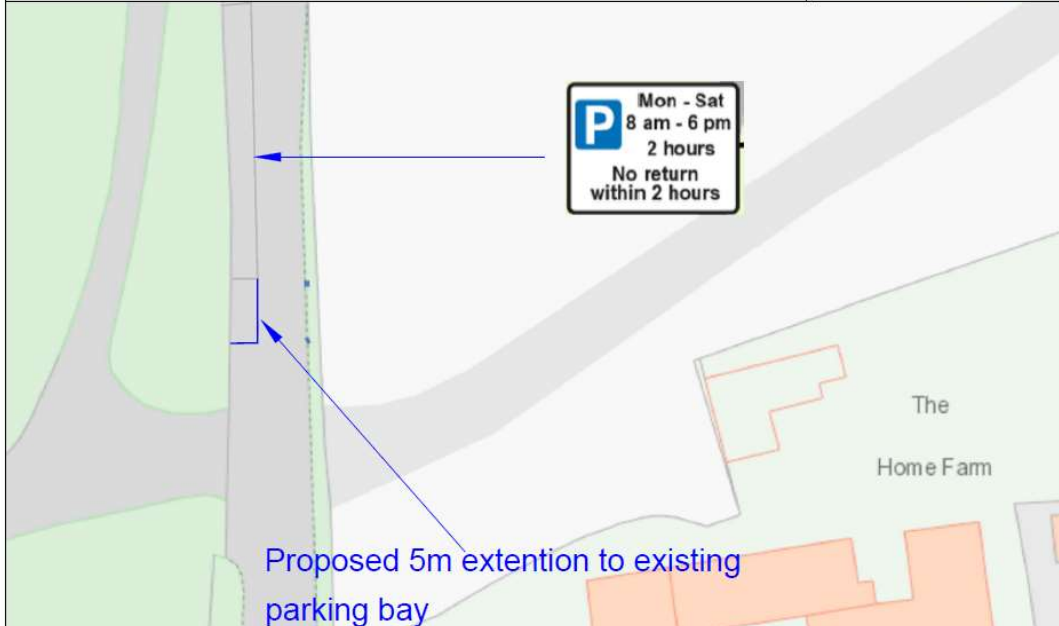 P
Mon - Sat
8 am - 6 pm
2 hours
No return
within 2 hours
The
Home Farm
Proposed 5m extention to existing
parking bay